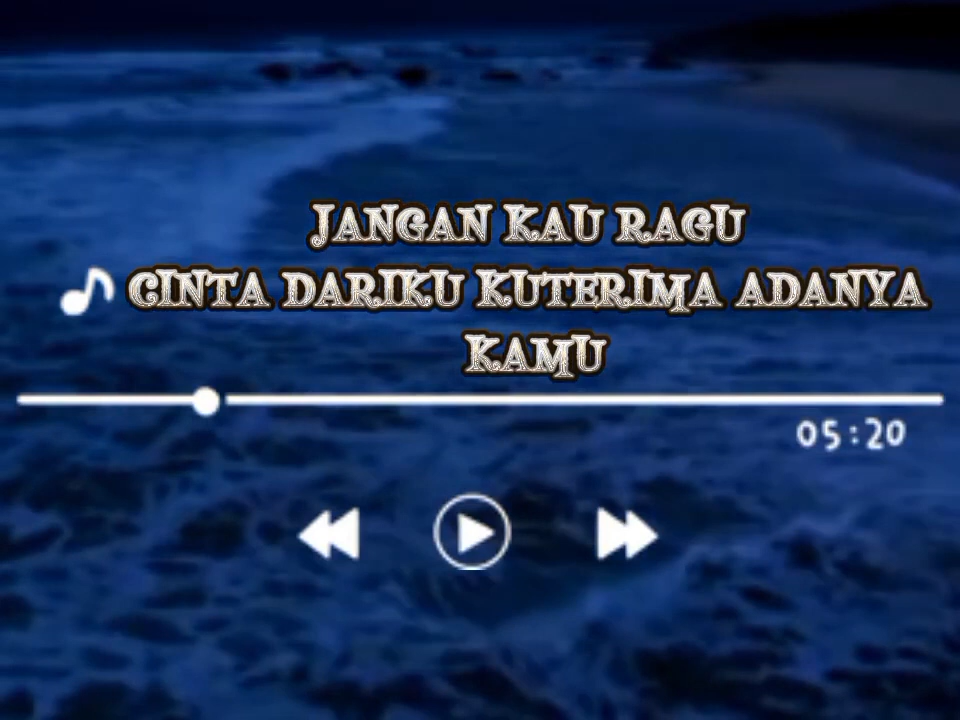 JANGAN KAU RAGU
CINTA DARIKU KUTERIMA ADANYA
KAMU
05:20